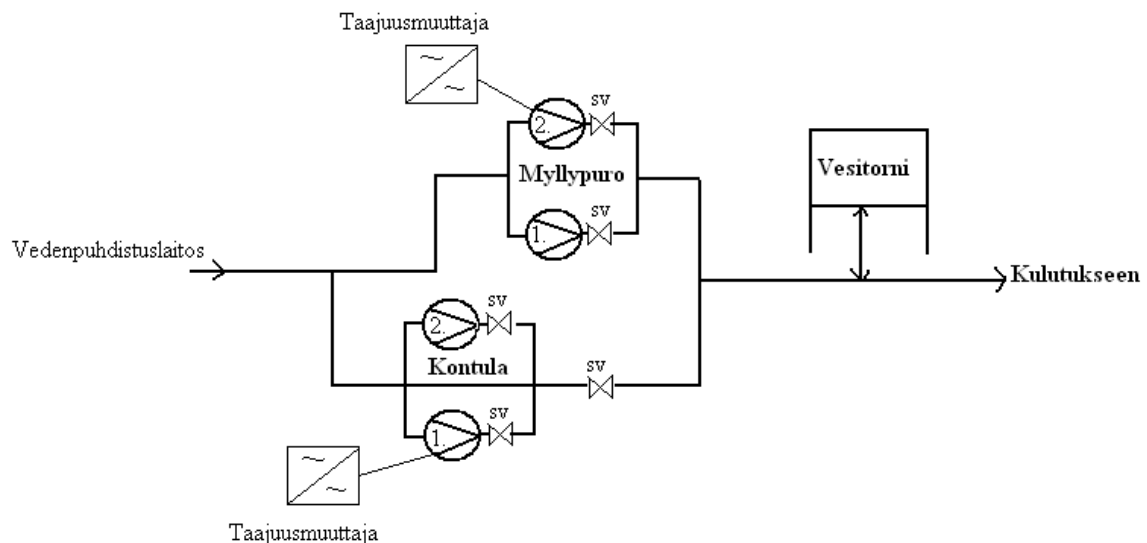 Taajuusmuuttaja
sv
2.
Myllypuro
Vesitorni
sv
1.
Vedenpuhdistuslaitos
Kulutukseen
sv
2.
Kontula
sv
sv
1.
Taajuusmuuttaja